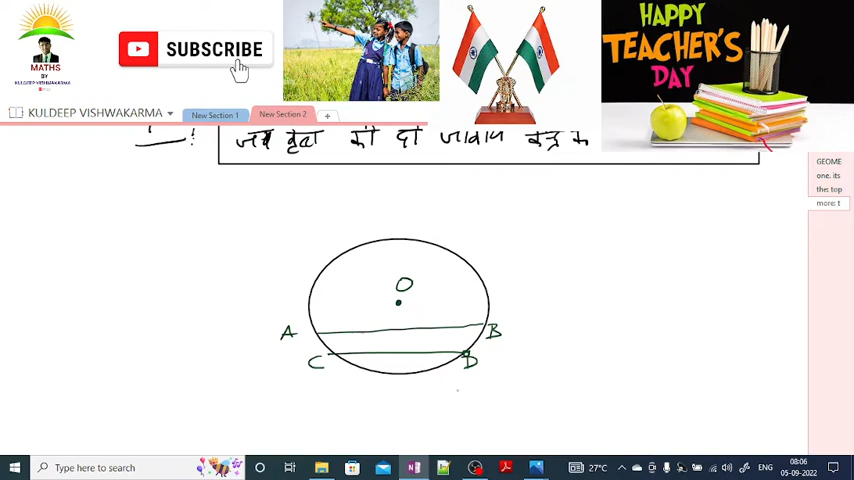 HAPPY
TEACHER'S
DAY
SUBSCRIBE
MATHS
BY
KULDEEP VISHWAKARMA
KULDEEP VISHWAKARMA
New Section 1
New Section 2
+
की दो
O
A
B
C
D
GEOME
one. its
the: top
more: t
Type here to search
27°C
ENG
08:06
05-09-2022